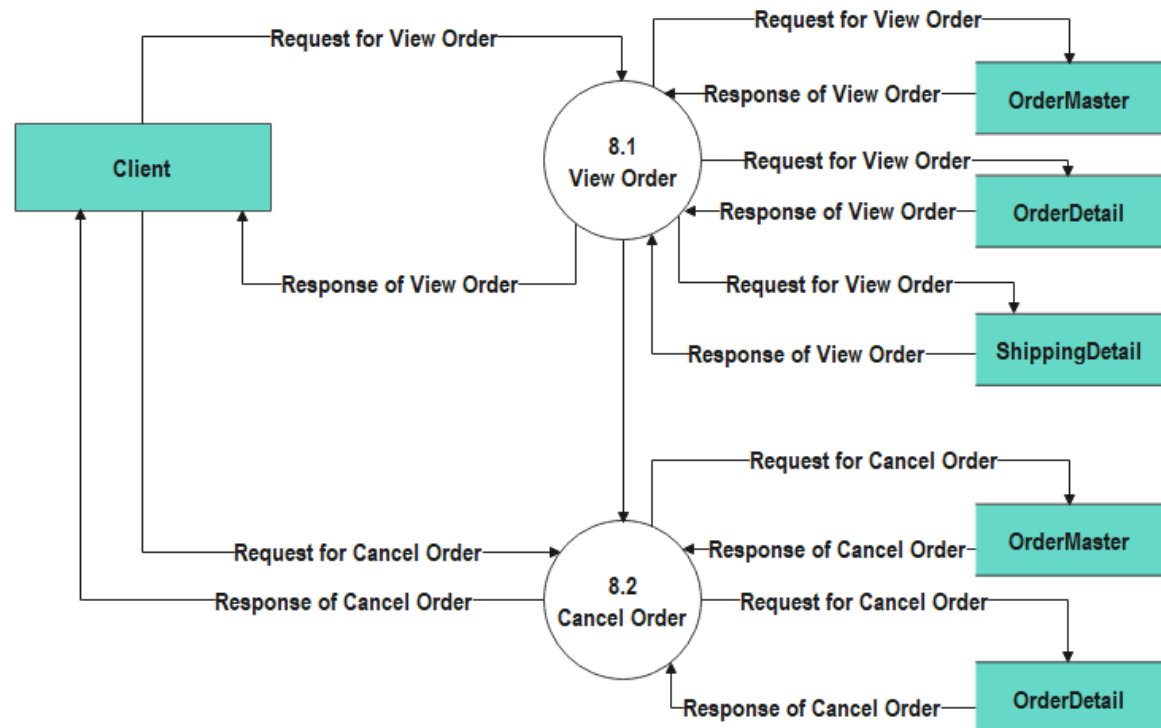 Request for View Order
Request for View Order
Response of View Order
OrderMaster
Client
8.1
View Order
Request for View Order
Response of View Order
OrderDetail
Response of View Order
Request for View Order
Response of View Order
ShippingDetail
Request for Cancel Order
OrderMaster
Request for Cancel Order
Response of Cancel Order
Response of Cancel Order
8.2
Cancel Order
Request for Cancel Order
Response of Cancel Order
OrderDetail